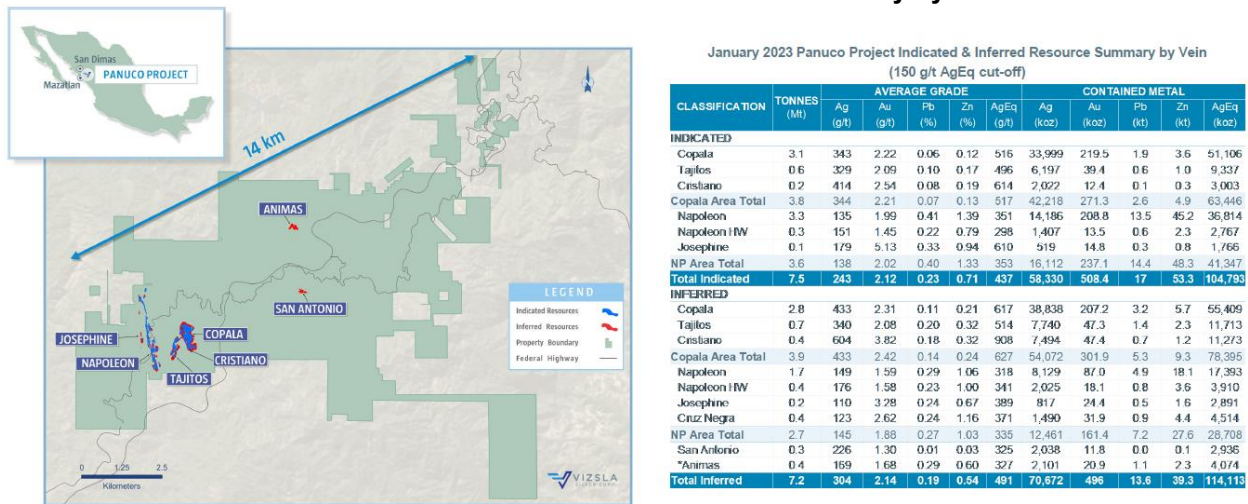 San Dimas
PANUCO PROJECT
Mazatlan
14 km
ANIMAS
SAN ANTONIO
JOSEPHINE
COPALA
NAPOLEON
CRISTIANO
TAJITOS
LEGEND
Indicated Resources
Inferred Resources
Property Boundary
Federal Highway
0 1.25 2.5
Kilometers
VIZSLA
SILVER CORP.
January 2023 Panuco Project Indicated & Inferred Resource Summary by Vein
(150 g/t AgEq cut-off)
CLASSIFICATION TONNES (Mt) AVERAGE GRADE CONTAINED METAL
Ag Au Pb Zn AgEq Ag Au Pb Zn AgEq
(g/t) (g/t) (%) (%) (g/t) (koz) (koz) (kt) (kt) (koz)
INDICATED
Copala 3.1 343 2.22 0.06 0.12 516 33,999 219.5 1.9 3.6 51,106
Tajitos 0.6 329 2.09 0.10 0.17 496 6,197 39.4 0.6 1.0 9,337
Cristiano 0.2 414 2.54 0.08 0.19 614 2,022 12.4 0.1 0.3 3,003
Copala Area Total 3.8 344 2.21 0.07 0.13 517 42,218 271.3 2.6 4.9 63,446
Napoleon 3.3 135 1.99 0.41 1.39 351 14,186 208.8 13.5 45.2 36,814
Napoleon HW 0.3 151 1.45 0.22 0.79 298 1,407 13.5 0.6 2.3 2,767
Josephine 0.1 179 5.13 0.33 0.94 610 519 14.8 0.3 0.8 1,766
NP Area Total 3.6 138 2.02 0.40 1.33 353 16,112 237.1 14.4 48.3 41,347
Total Indicated 7.5 243 2.12 0.23 0.71 437 58,330 508.4 17 53.3 104,793
INFERRED
Copala 2.8 433 2.31 0.11 0.21 617 38,838 207.2 3.2 5.7 55,409
Tajitos 0.7 340 2.08 0.20 0.32 514 7,740 47.3 1.4 2.3 11,713
Cristiano 0.4 604 3.82 0.18 0.32 908 7,494 47.4 0.7 1.2 11,273
Copala Area Total 3.9 433 2.42 0.14 0.24 627 54,072 301.9 5.3 9.3 78,395
Napoleon 1.7 149 1.59 0.29 1.06 318 8,129 87.0 4.9 18.1 17,393
Napoleon HW 0.4 176 1.58 0.23 1.00 341 2,025 18.1 0.8 3.6 3,910
Josephine 0.2 110 3.28 0.24 0.67 389 817 24.4 0.5 1.6 2,891
Cruz Negra 0.4 123 2.62 0.24 1.16 371 1,490 31.9 0.9 4.4 4,514
NP Area Total 2.7 145 1.88 0.27 1.03 335 12,461 161.4 7.2 27.6 28,708
San Antonio 0.3 226 1.30 0.01 0.03 325 2,038 11.8 0.0 0.1 2,936
*Animas 0.4 169 1.68 0.29 0.60 327 2,101 20.9 1.1 2.3 4,074
Total Inferred 7.2 304 2.14 0.19 0.54 491 70,672 496 13.6 39.3 114,113